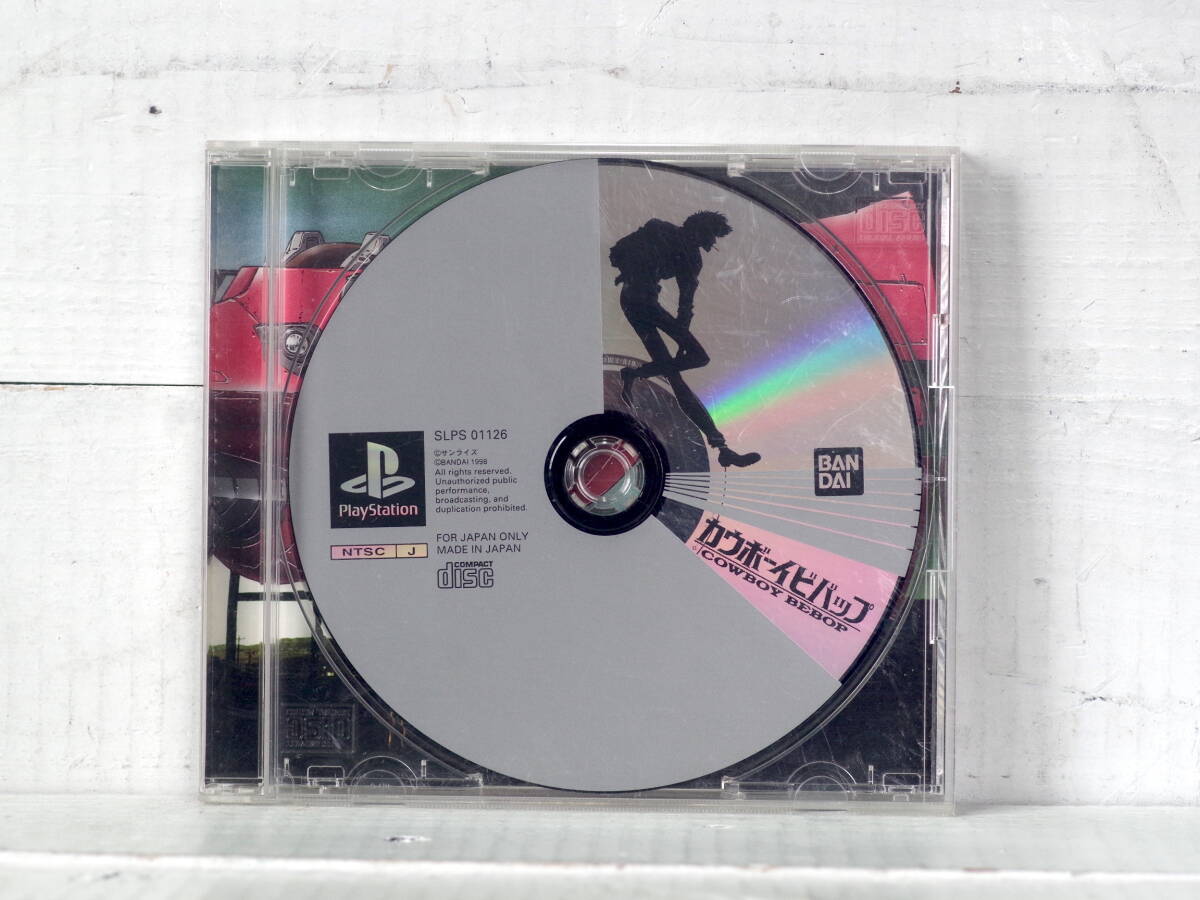 SLPS 01126
©サンライズ
©BANDAI 1998
All rights reserved.
Unauthorized public
performance,
broadcasting, and
duplication prohibited.
PlayStation
NTSC J
FOR JAPAN ONLY
MADE IN JAPAN
COMPACT
disc
BAN
DAI
カウボーイビバップ
COWBOY BEBOP
disc